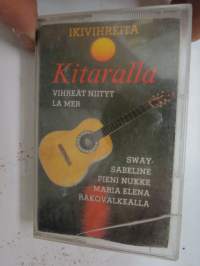 IKIVIHREITÄ
Kitaralla
VIHREÄT NIITYT
LA MER
SWAY
SABELINE
PIENI NUKKE
MARIA ELENA
RAKOVALKEALLA